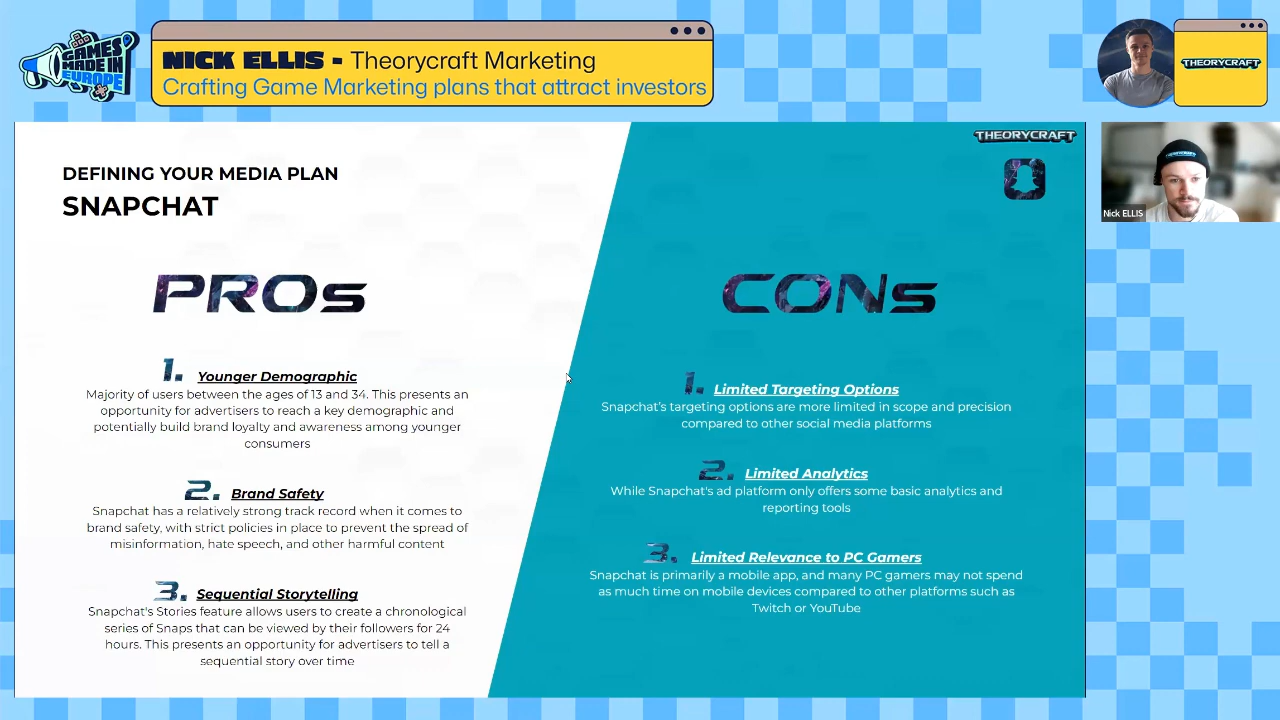 GAMES
MADE IN
EUROPE
NICK ELLIS - Theorycraft Marketing
Crafting Game Marketing plans that attract investors
THEORYCRAFT
THEORYCRAFT
THEORYCRAFT
Nick ELLIS
DEFINING YOUR MEDIA PLAN
SNAPCHAT
PROs
1. Younger Demographic
Majority of users between the ages of 13 and 34. This presents an
opportunity for advertisers to reach a key demographic and
potentially build brand loyalty and awareness among younger
consumers
2. Brand Safety
Snapchat has a relatively strong track record when it comes to
brand safety, with strict policies in place to prevent the spread of
misinformation, hate speech, and other harmful content
3. Sequential Storytelling
Snapchat's Stories feature allows users to create a chronological
series of Snaps that can be viewed by their followers for 24
hours. This presents an opportunity for advertisers to tell a
sequential story over time
CONs
1. Limited Targeting Options
Snapchat's targeting options are more limited in scope and precision
compared to other social media platforms
2. Limited Analytics
While Snapchat's ad platform only offers some basic analytics and
reporting tools
3. Limited Relevance to PC Gamers
Snapchat is primarily a mobile app, and many PC gamers may not spend
as much time on mobile devices compared to other platforms such as
Twitch or YouTube